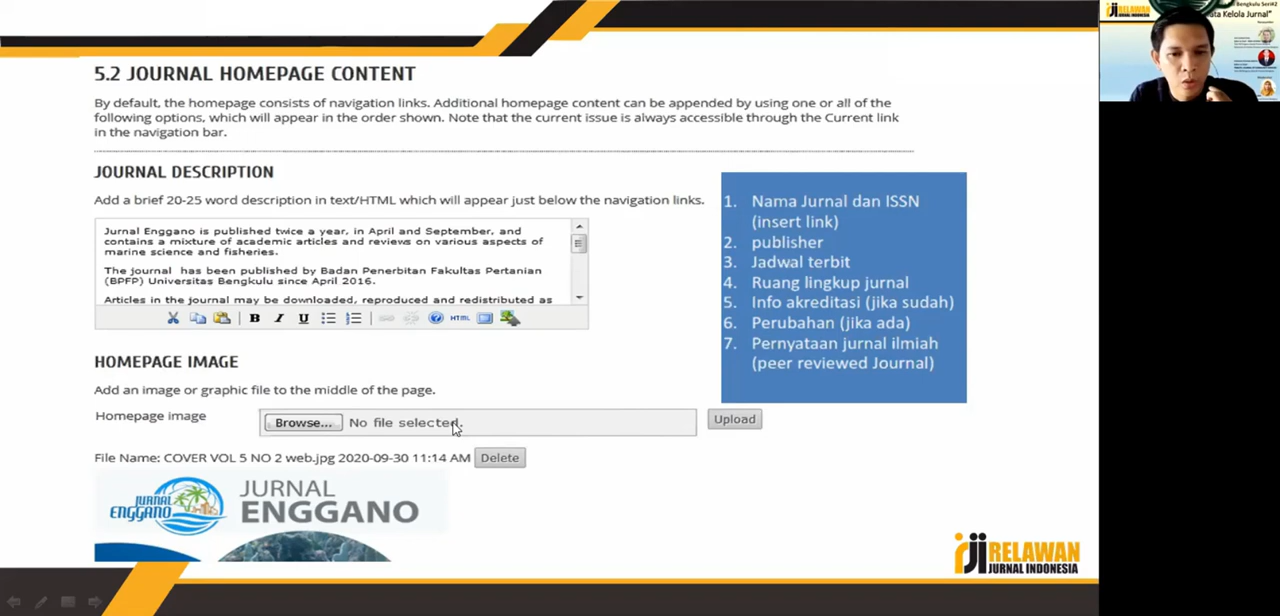 5.2 JOURNAL HOMEPAGE CONTENT
By default, the homepage consists of navigation links. Additional homepage content can be appended by using one or all of the
following options, which will appear in the order shown. Note that the current issue is always accessible through the Current link
in the navigation bar.
JOURNAL DESCRIPTION
Add a brief 20-25 word description in text/HTML which will appear just below the navigation links.
Jurnal Enggano is published twice a year, in April and September, and
contains a mixture of academic articles and reviews on various aspects of
marine science and fisheries.
The journal has been published by Badan Penerbitan Fakultas Pertanian
(BPFP) Universitas Bengkulu since April 2016.
Articles in the journal may be downloaded, reproduced and redistributed as
B I U HTML
1. Nama Jurnal dan ISSN
(insert link)
2. publisher
3. Jadwal terbit
4. Ruang lingkup jurnal
5. Info akreditasi (jika sudah)
6. Perubahan (jika ada)
7. Pernyataan jurnal ilmiah
(peer reviewed Journal)
HOMEPAGE IMAGE
Add an image or graphic file to the middle of the page.
Homepage image
Browse... No file selected.
Upload
File Name: COVER VOL 5 NO 2 web.jpg 2020-09-30 11:14 AM Delete
JURNAL
ENGGANO
JURNAL
ENGGANO
RELAWAN
JURNAL INDONESIA
RELAWAN
JURNAL INDONESIA
Bengkulu Seri#2
ata Kelola Jurnal"